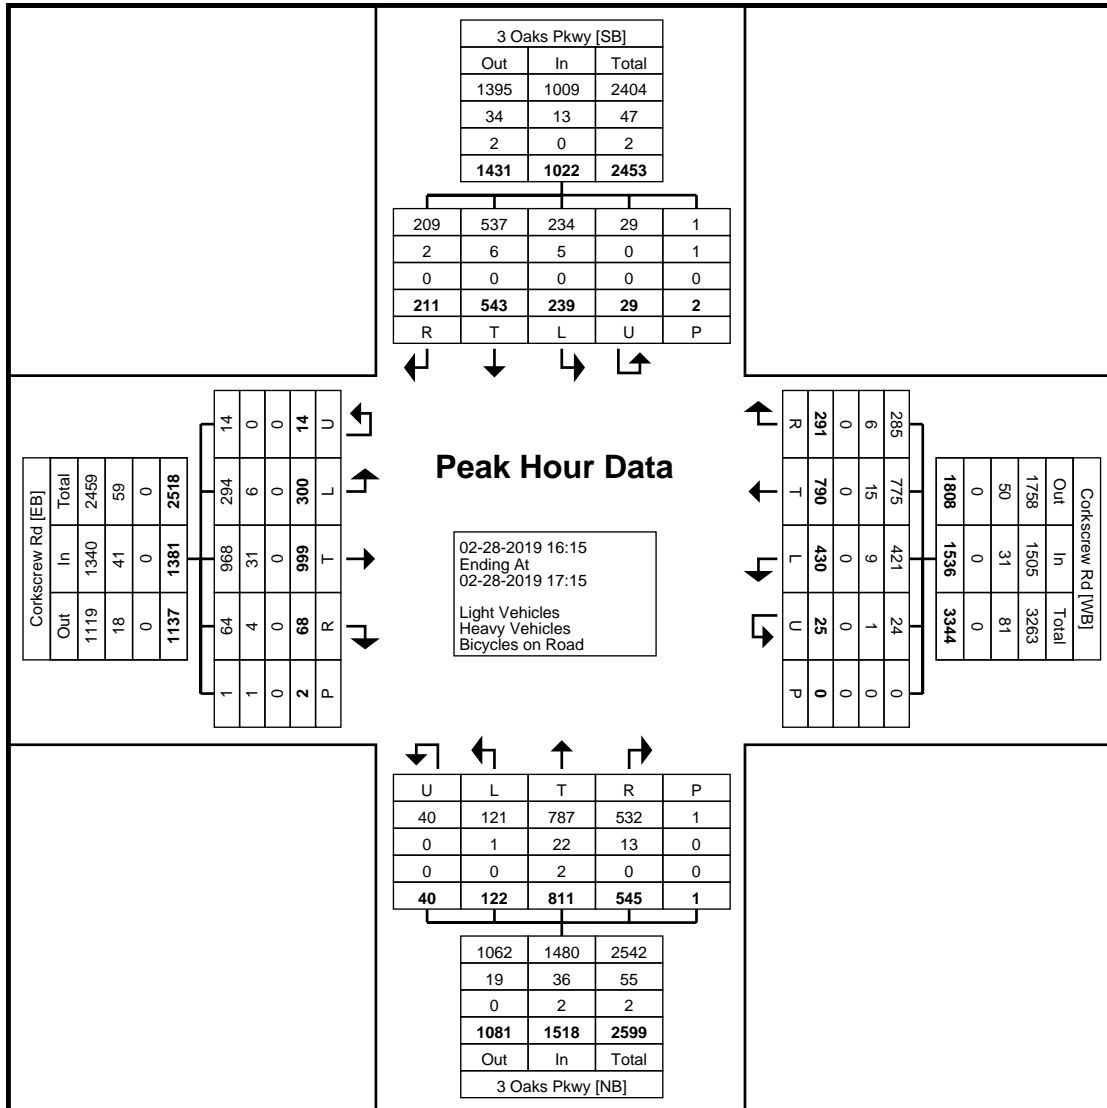 3 Oaks Pkwy [SB]
Out In Total
1395 1009 2404
34 13 47
2 0 2
1431 1022 2453
209 537 234 29 1
2 6 5 0 1
0 0 0 0 0
211 543 239 29 2
R T L U P
Corkscrew Rd [EB]
Total 2459 59 0 2518
In 1340 41 0 1381
Out 1119 18 0 1137
14 0 0 14 U
294 6 0 300 L
968 31 0 999 T
64 4 0 68 R
1 1 0 2 P
Peak Hour Data
02-28-2019 16:15
Ending At
02-28-2019 17:15
Light Vehicles
Heavy Vehicles
Bicycles on Road
R 291 0 6 285
T 790 0 15 775
L 430 0 9 421
U 25 0 1 24
P 0 0 0 0
1808 0 50 1758 Out
1536 0 31 1505 In
3344 0 81 3263 Total
Corkscrew Rd [WB]
U L T R P
40 121 787 532 1
0 1 22 13 0
0 0 2 0 0
40 122 811 545 1
1062 1480 2542
19 36 55
0 2 2
1081 1518 2599
Out In Total
3 Oaks Pkwy [NB]